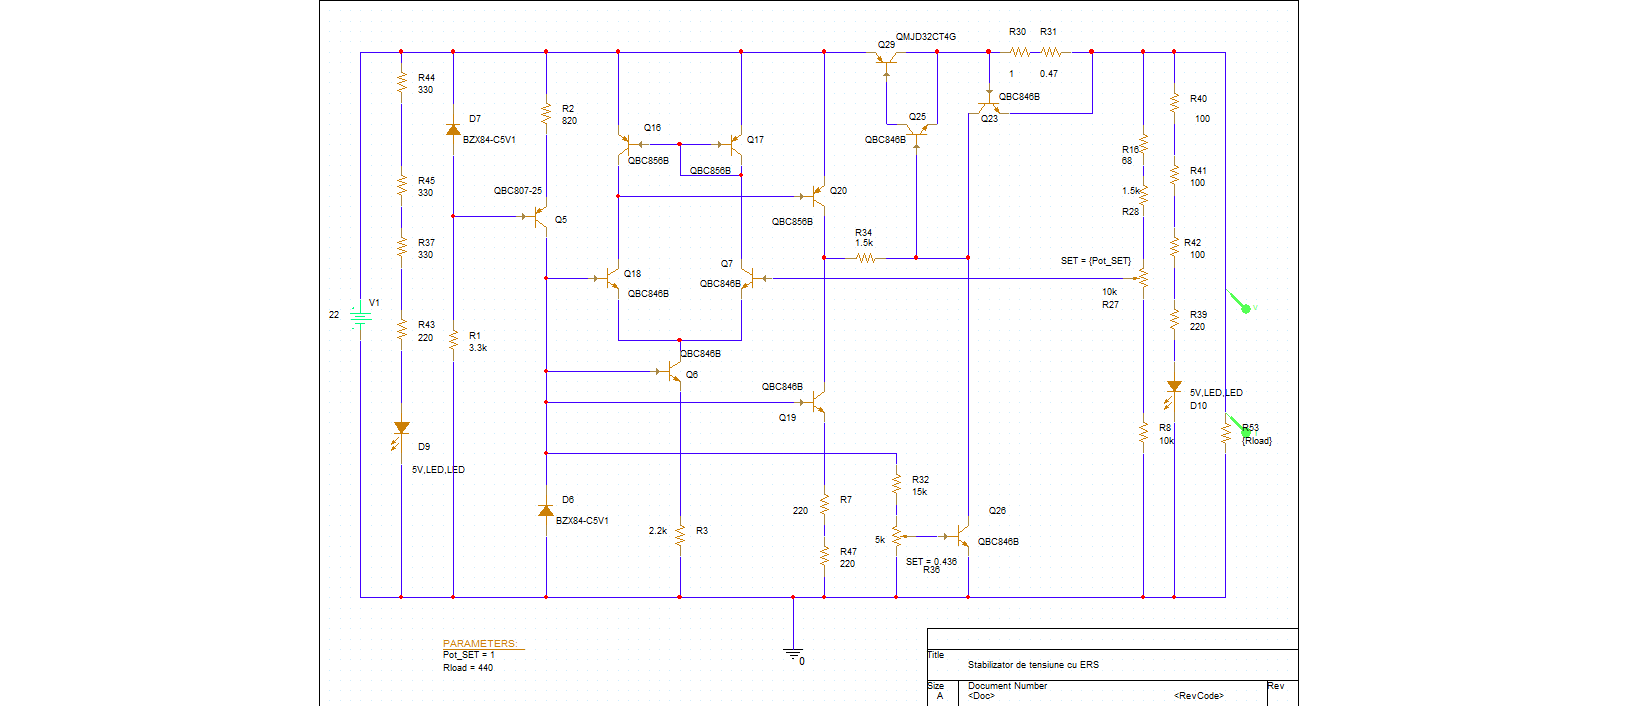 R30
R31
QMJD32CT4G
Q29
1
0.47
R44
330
R2
820
D7
BZX84-C5V1
Q16
QBC856B
Q17
QBC856B
Q25
QBC846B
QBC846B
Q23
R40
100
R16
68
1.5k
R28
R41
100
R45
330
QBC807-25
Q5
Q20
QBC856B
R37
330
R34
1.5k
R42
100
Q18
QBC846B
Q7
QBC846B
SET = {Pot_SET}
10k
R27
V1
22
R43
220
R1
3.3k
R39
220
V
QBC846B
Q6
QBC846B
Q19
5V,LED,LED
D10
D9
5V,LED,LED
R8
10k
R53
{Rload}
R32
15k
D6
BZX84-C5V1
2.2k
R3
220
R7
R47
220
5k
SET = 0.436
R36
Q26
QBC846B
PARAMETERS:
Pot_SET = 1
Rload = 440
0
Title
Stabilizator de tensiune cu ERS
Size
A
Document Number
<Doc>
<RevCode>
Rev